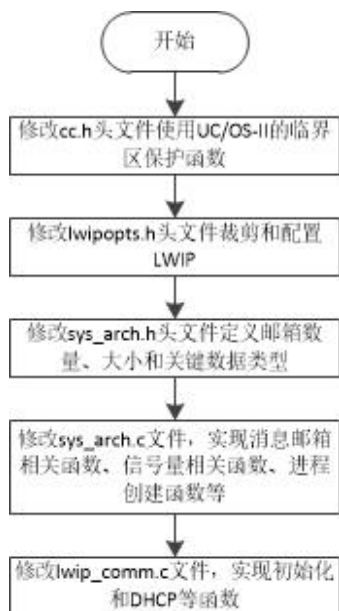 开始
修改cc.h头文件使用UC/OS-II的临界
区保护函数
修改lwipopts.h头文件裁剪和配置
LWIP
修改sys_arch.h头文件定义邮箱数
量、大小和关键数据类型
修改sys_arch.c文件，实现消息邮箱
相关函数、信号量相关函数、进程
创建函数等
修改lwip_comm.c文件，实现初始化
和DHCP等函数